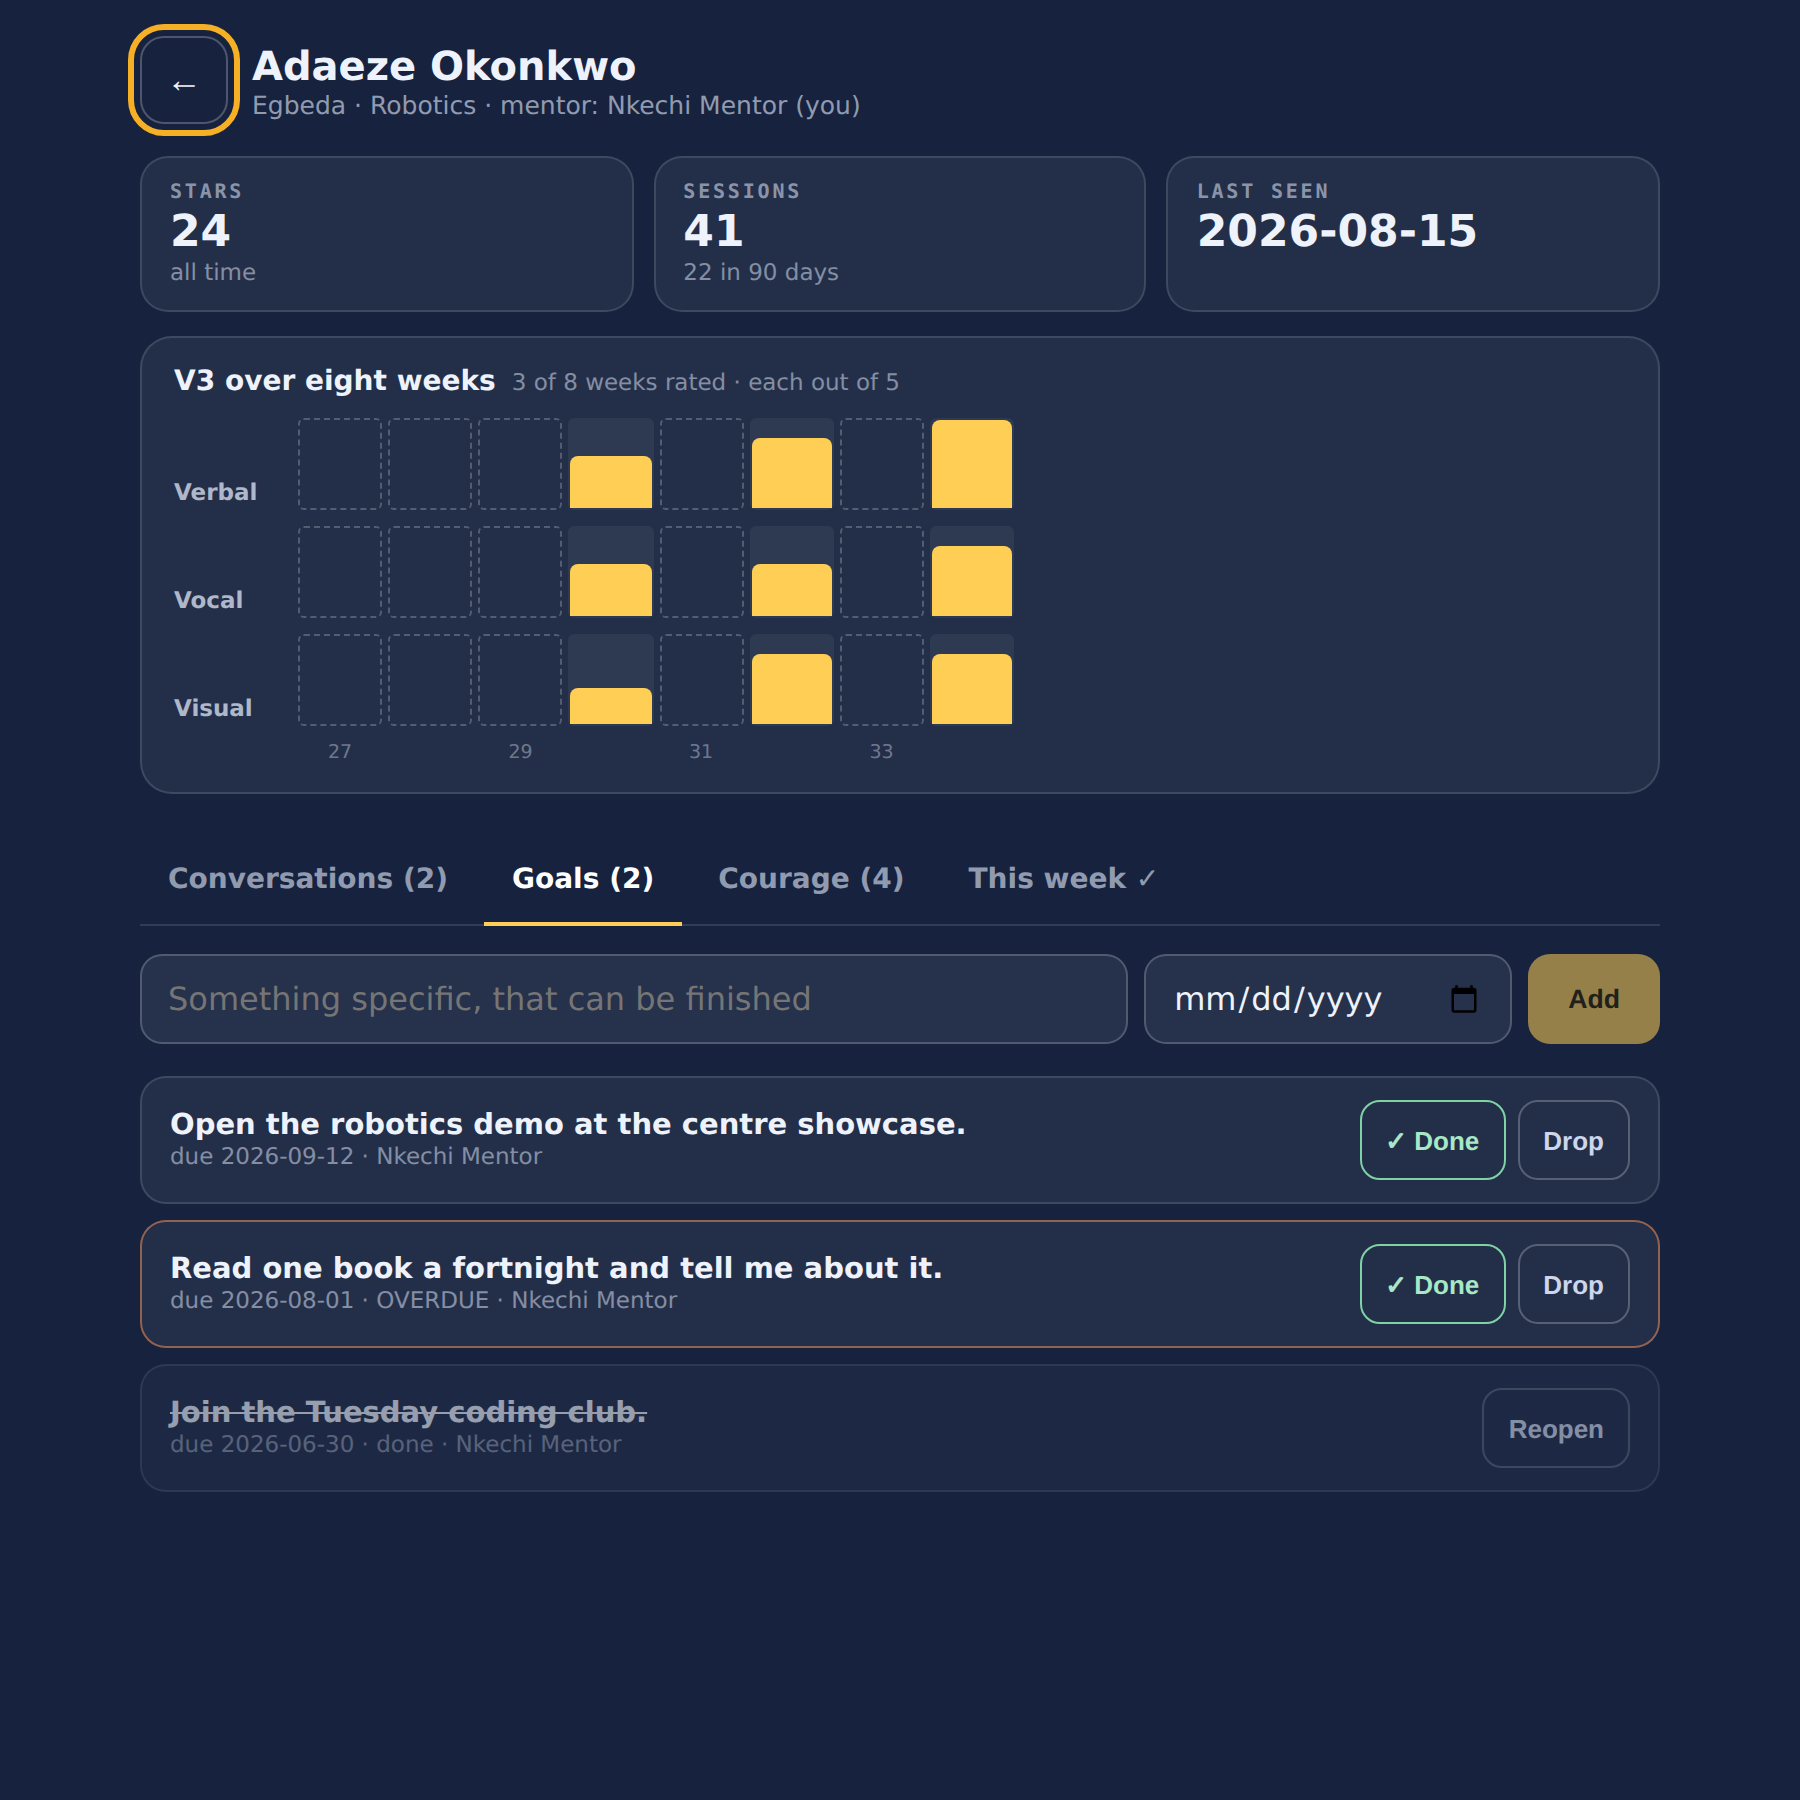 ←
Adaeze Okonkwo
Egbeda · Robotics · mentor: Nkechi Mentor (you)
STARS
24
all time
SESSIONS
41
22 in 90 days
LAST SEEN
2026-08-15
V3 over eight weeks 3 of 8 weeks rated · each out of 5
Verbal
Vocal
Visual
27 29 31 33
Conversations (2) Goals (2) Courage (4) This week ✓
Something specific, that can be finished mm/dd/yyyy Add
Open the robotics demo at the centre showcase.
due 2026-09-12 · Nkechi Mentor
✓ Done Drop
Read one book a fortnight and tell me about it.
due 2026-08-01 · OVERDUE · Nkechi Mentor
✓ Done Drop
Join the Tuesday coding club.
due 2026-06-30 · done · Nkechi Mentor
Reopen